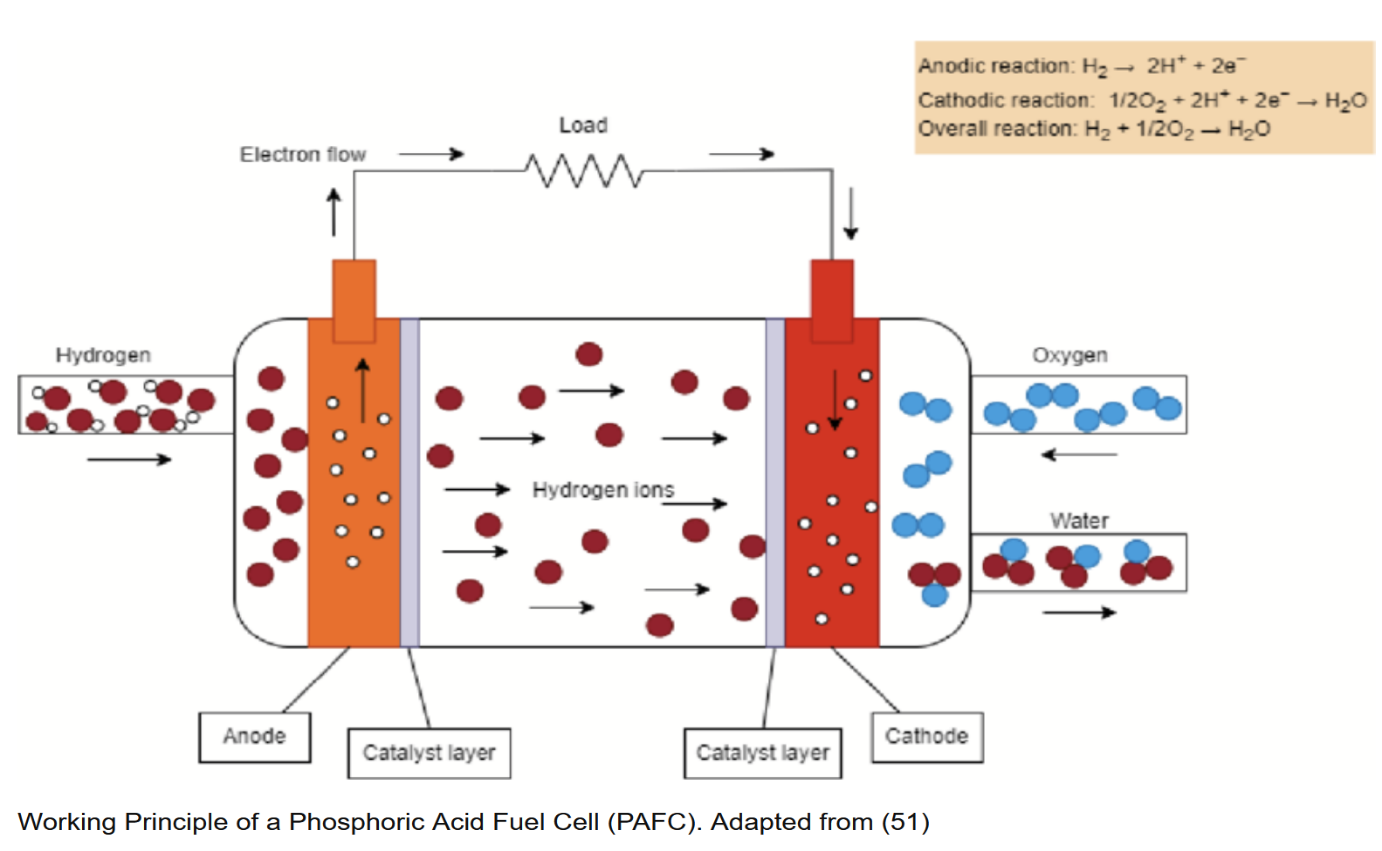 Anodic reaction: H₂ → 2H⁺ + 2e⁻
Cathodic reaction: 1/2O₂ + 2H⁺ + 2e⁻ → H₂O
Overall reaction: H₂ + 1/2O₂ → H₂O
Load
Electron flow
Hydrogen
Oxygen
Hydrogen ions
Water
Anode
Catalyst layer
Catalyst layer
Cathode
Working Principle of a Phosphoric Acid Fuel Cell (PAFC). Adapted from (51)